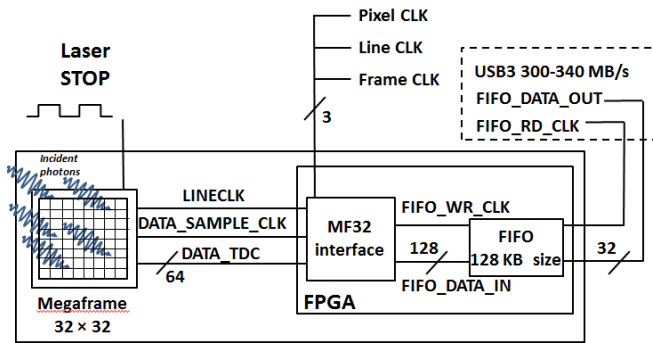 Pixel CLK
Line CLK
Frame CLK
3
Laser
STOP
USB3 300-340 MB/s
FIFO_DATA_OUT
FIFO_RD_CLK
Incident
photons
LINECLK
DATA_SAMPLE_CLK
DATA_TDC
64
Megaframe
32 × 32
MF32
interface
FPGA
FIFO_WR_CLK
128
FIFO_DATA_IN
FIFO
128 KB size
32